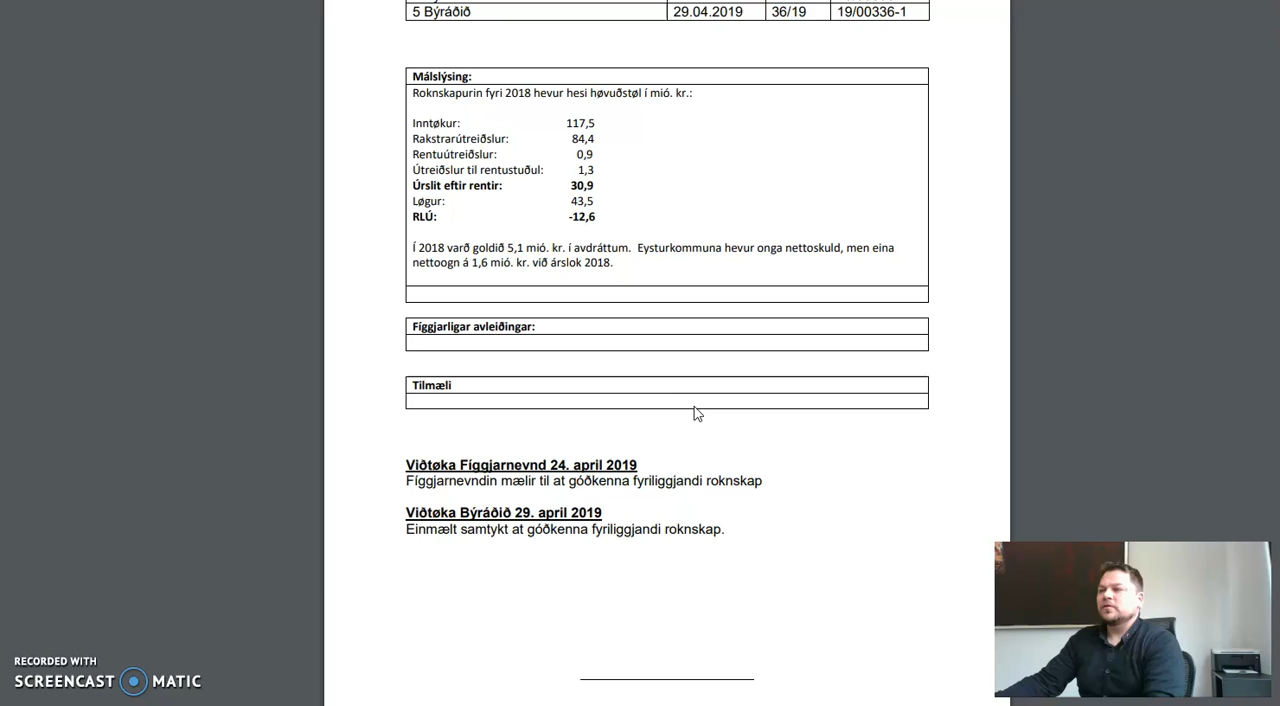 5 Býráðið 29.04.2019 36/19 19/00336-1
Málslýsing:
Roknskapurin fyri 2018 hevur hesi høvuðstøl í mió. kr.:
Inntøkur: 117,5
Rakstrarútreiðslur: 84,4
Rentuútreiðslur: 0,9
Útreiðslur til rentustuðul: 1,3
Úrslit eftir rentir: 30,9
Løgur: 43,5
RLÚ: -12,6
Í 2018 varð goldið 5,1 mió. kr. í avdráttum. Eysturkommuna hevur onga nettoskuld, men eina
nettoogn á 1,6 mió. kr. við árslok 2018.
Fíggjarligar avleiðingar:
Tilmæli
Viðtøka Fíggjarnevnd 24. apríl 2019
Fíggjarnevndin mælir til at góðkenna fyriliggjandi roknskap
Viðtøka Býráðið 29. apríl 2019
Einmælt samtykt at góðkenna fyriliggjandi roknskap.
RECORDED WITH
SCREENCAST MATIC